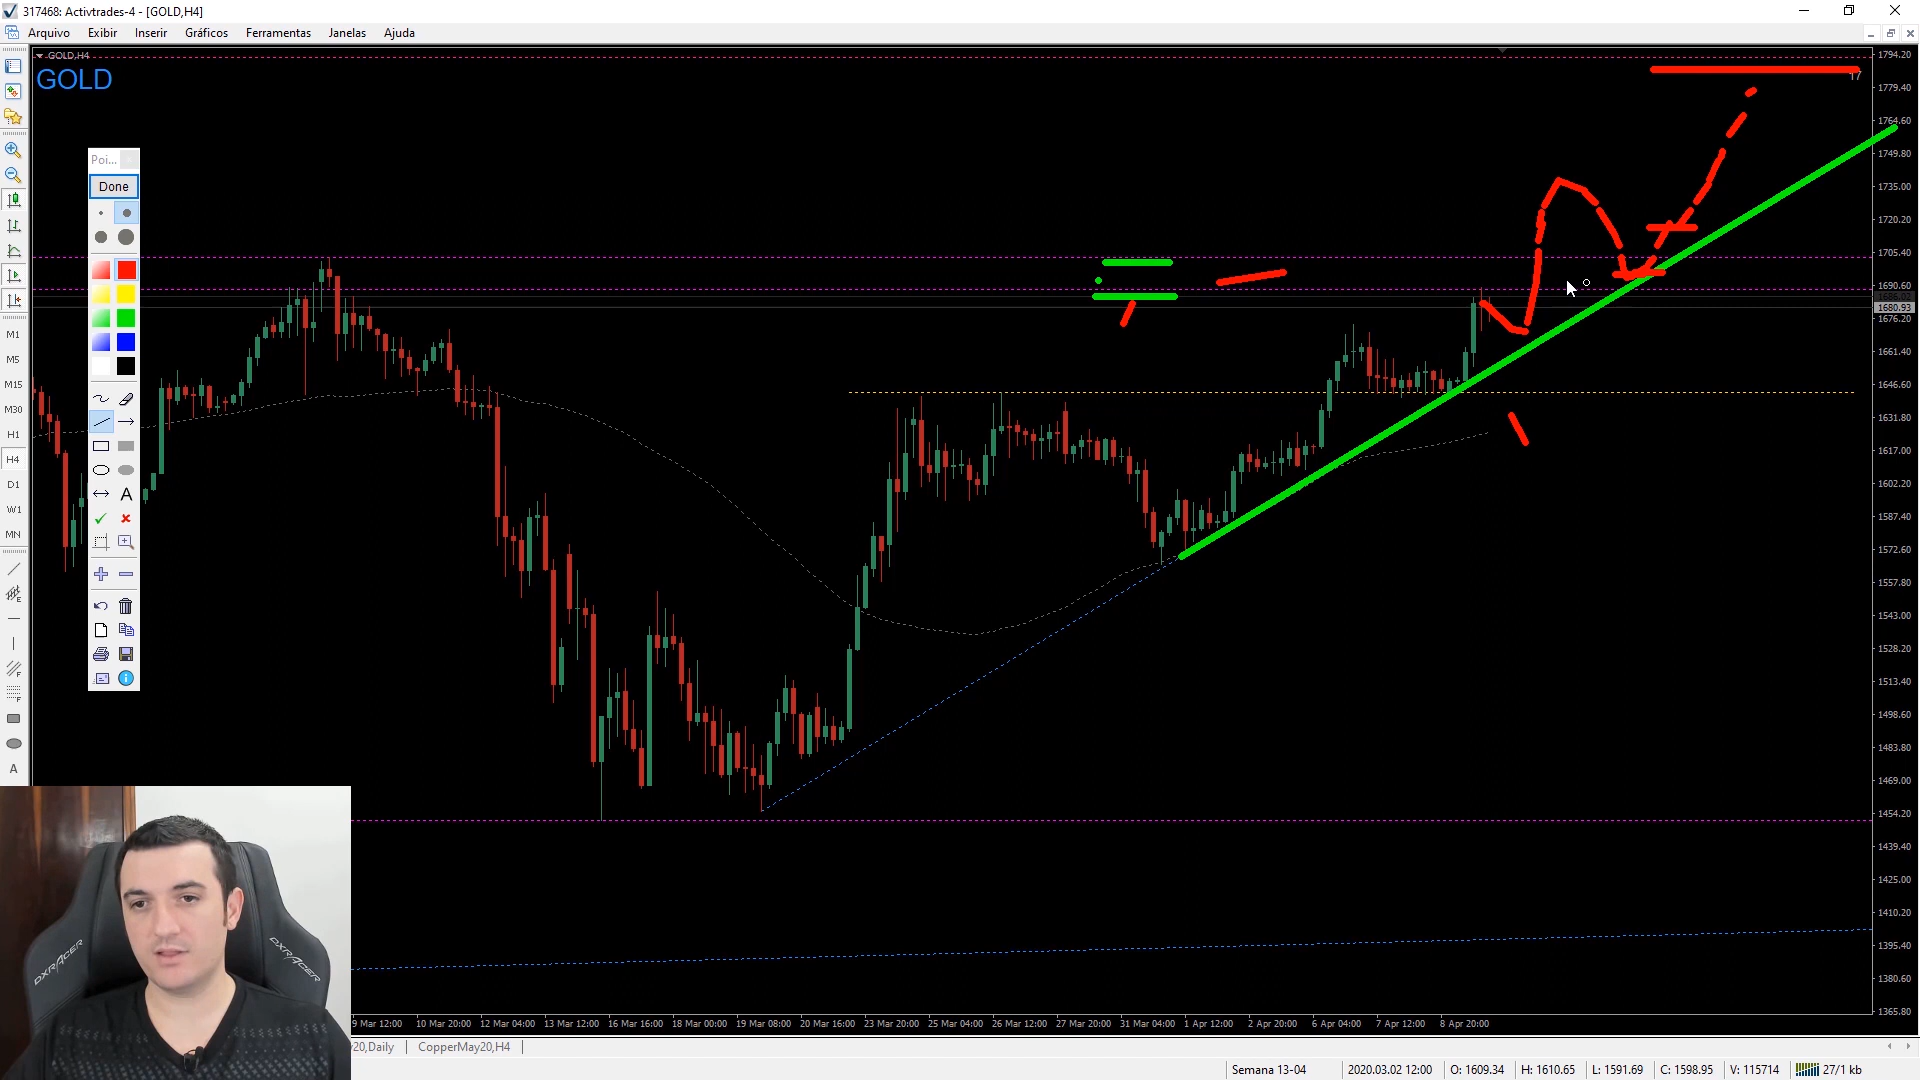 317468: Activtrades-4 - [GOLD,H4]
Arquivo Exibir Inserir Gráficos Ferramentas Janelas Ajuda
GOLD,H4
GOLD
Poi...
Done
A
M1
M5
M15
M30
H1
H4
D1
W1
MN
A
17
1794.20
1779.40
1764.60
1749.80
1735.00
1720.20
1705.40
1690.60
1686.02
1680.93
1676.20
1661.40
1646.60
1631.80
1617.00
1602.20
1587.40
1572.60
1557.80
1543.00
1528.20
1513.40
1498.60
1483.80
1469.00
1454.20
1439.40
1425.00
1410.20
1395.40
1380.60
1365.80
DXRACER
DXRACER
9 Mar 12:00 10 Mar 20:00 12 Mar 04:00 13 Mar 12:00 16 Mar 16:00 18 Mar 00:00 19 Mar 08:00 20 Mar 16:00 23 Mar 20:00 25 Mar 04:00 26 Mar 12:00 27 Mar 20:00 31 Mar 04:00 1 Apr 12:00 2 Apr 20:00 6 Apr 04:00 7 Apr 12:00 8 Apr 20:00
20,Daily CopperMay20,H4
Semana 13-04 2020.03.02 12:00 O: 1609.34 H: 1610.65 L: 1591.69 C: 1598.95 V: 115714 27/1 kb